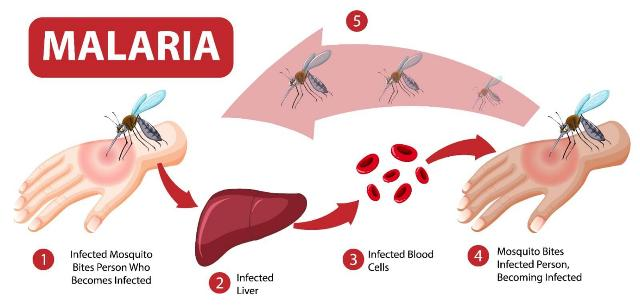 MALARIA
5
1
Infected Mosquito
Bites Person Who
Becomes Infected
2
Infected
Liver
3
Infected Blood
Cells
4
Mosquito Bites
Infected Person,
Becoming Infected